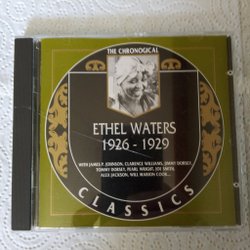 THE CHRONOGICAL
ETHEL WATERS
1926 - 1929
WITH JAMES P. JOHNSON, CLARENCE WILLIAMS, JIMMY DORSEY,
TOMMY DORSEY, PEARL WRIGHT, JOE SMITH,
ALEX JACKSON, WILL MARION COOK...
CLASSICS